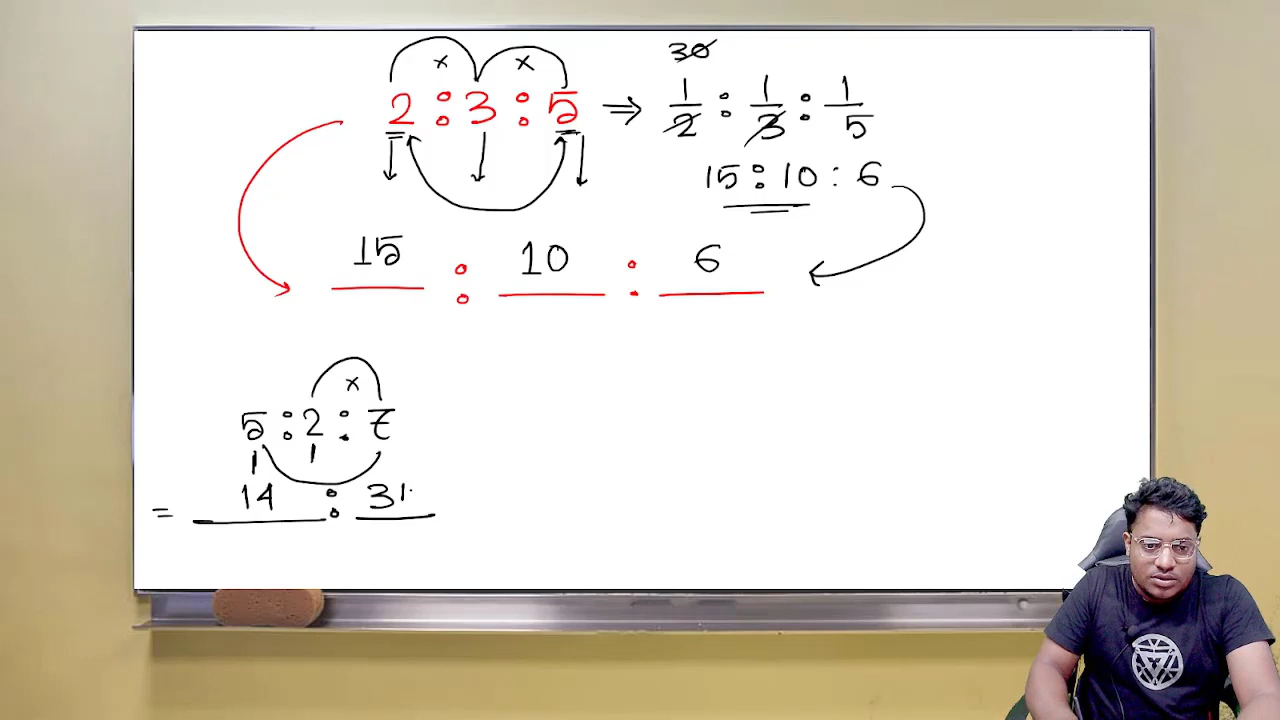 30
2 : 3 : 5 ⇒ 1/2 : 1/3 : 1/5
15 : 10 : 6
15 : 10 : 6
5 : 2 : 7
= 14 : 3